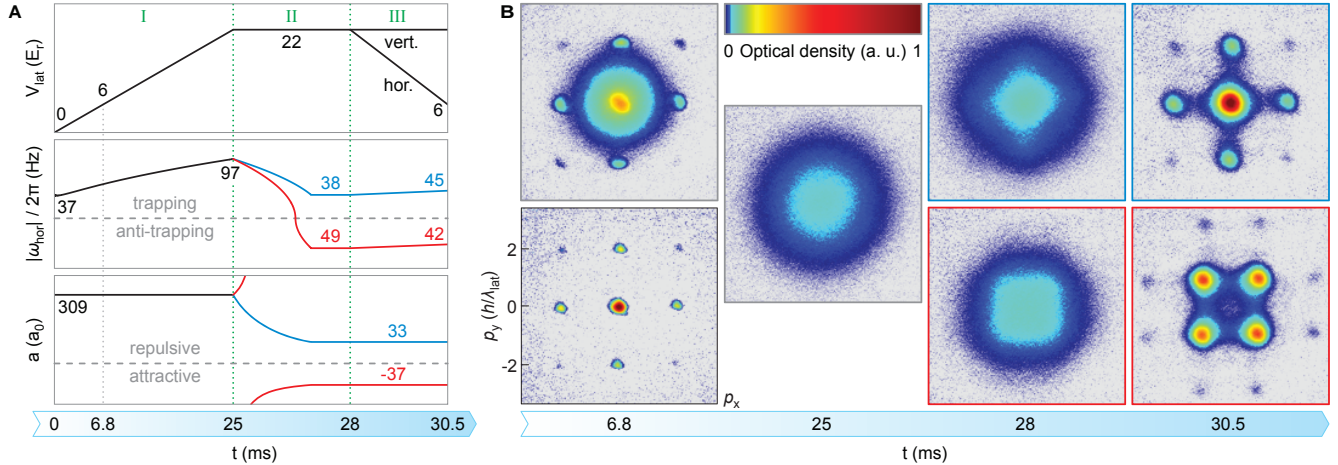 A
I
II
III
V_lat (E_r)
0
6
22
vert.
hor.
6
|ω_hor| / 2π (Hz)
37
97
38
45
trapping
anti-trapping
49
42
a (a_0)
309
33
repulsive
attractive
-37
0
6.8
25
28
30.5
t (ms)
B
0 Optical density (a. u.) 1
p_y (h/λ_lat)
2
0
-2
p_x
6.8
25
28
30.5
t (ms)